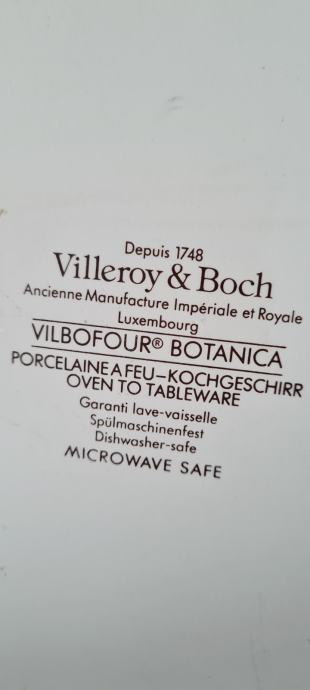 Depuis 1748
Villeroy & Boch
Ancienne Manufacture Impériale et Royale
Luxembourg
VILBOFOUR® BOTANICA
PORCELAINE A FEU–KOCHGESCHIRR
OVEN TO TABLEWARE
Garanti lave-vaisselle
Spülmaschinenfest
Dishwasher-safe
MICROWAVE SAFE